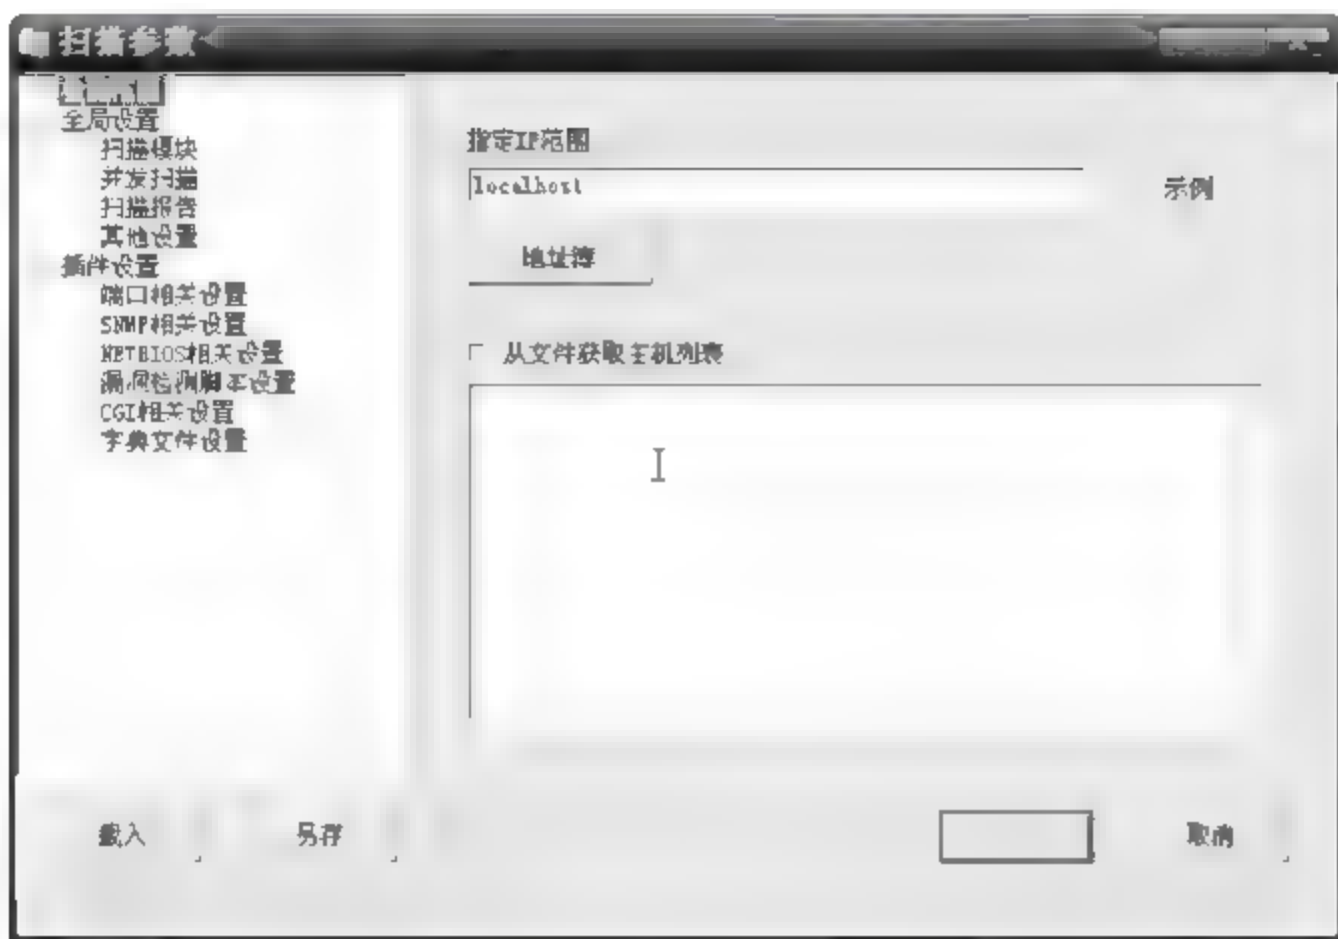 扫描参数
全局设置
扫描模块
并发扫描
扫描报告
其他设置
插件设置
端口相关设置
SNMP相关设置
NETBIOS相关设置
漏洞检测脚本设置
CGI相关设置
字典文件设置
指定IP范围
localhost
示例
地址簿
从文件获取主机列表
载入
另存
取消